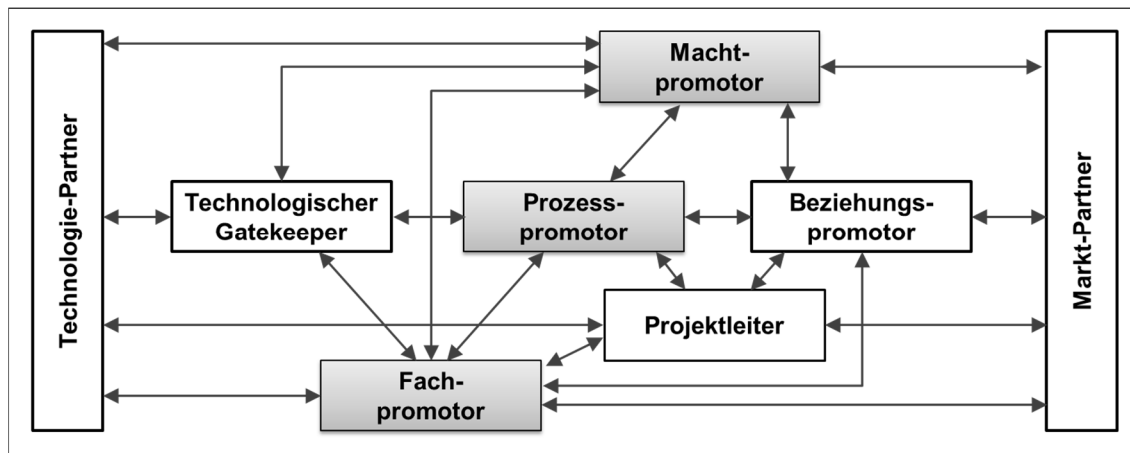 Technologie-Partner
Macht-
promotor
Technologischer
Gatekeeper
Prozess-
promotor
Beziehungs-
promotor
Projektleiter
Fach-
promotor
Markt-Partner